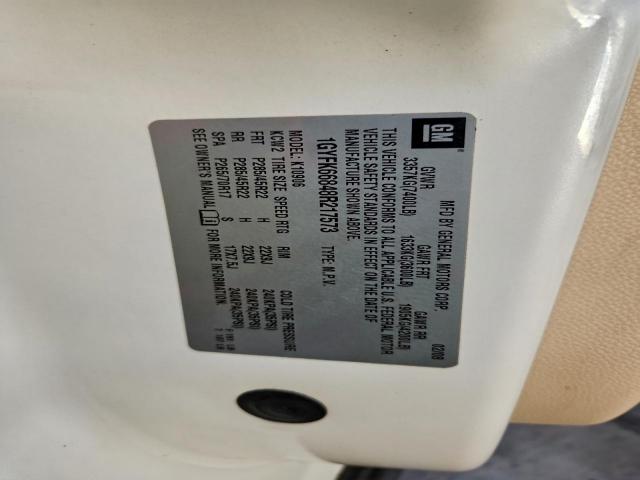 GM
MFD BY GENERAL MOTORS CORP. 02/08
GVWR GAWR FRT GAWR RR
3357KG(7400LB) 1633KG(3600LB) 1905KG(4200LB)
THIS VEHICLE CONFORMS TO ALL APPLICABLE U.S. FEDERAL MOTOR
VEHICLE SAFETY STANDARDS IN EFFECT ON THE DATE OF
MANUFACTURE SHOWN ABOVE.
1GYFK66848R217573 TYPE: M.P.V.
MODEL: K10906
KCW2 TIRE SIZE SPEED RTG RIM COLD TIRE PRESSURE
FRT P285/45R22 H 22X9J 240KPA(35PSI)
RR P285/45R22 H 22X9J 240KPA(35PSI)
SPA P265/70R17 S 17X7.5J 240KPA(35PSI)
SEE OWNER'S MANUAL FOR MORE INFORMATION.